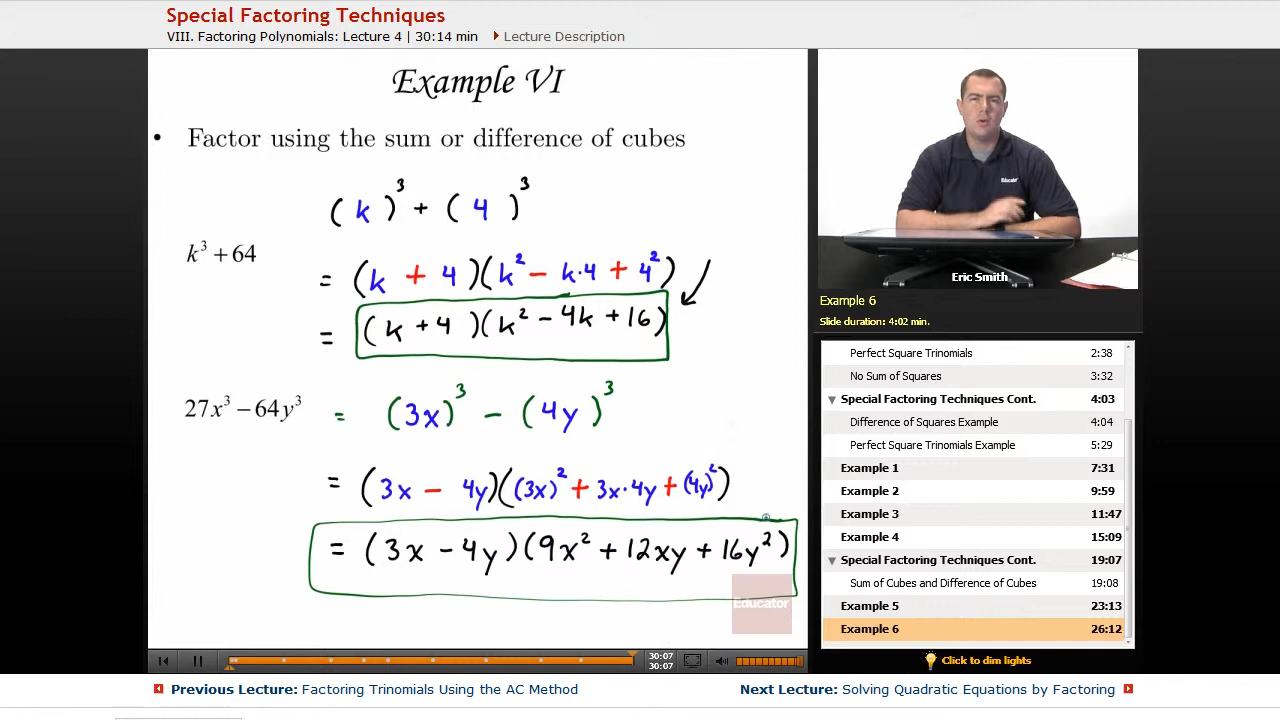 Special Factoring Techniques
VIII. Factoring Polynomials: Lecture 4 | 30:14 min Lecture Description
Example VI
• Factor using the sum or difference of cubes
(k)³ + (4)³
k³ + 64
= (k + 4)(k² − k·4 + 4²)
= (k + 4)(k² − 4k + 16)
27x³ − 64y³ = (3x)³ − (4y)³
= (3x − 4y)((3x)² + 3x·4y + (4y)²)
= (3x − 4y)(9x² + 12xy + 16y²)
Educator
Educator
Eric Smith
Example 6
Slide duration: 4:02 min.
Perfect Square Trinomials 2:38
No Sum of Squares 3:32
Special Factoring Techniques Cont. 4:03
Difference of Squares Example 4:04
Perfect Square Trinomials Example 5:29
Example 1 7:31
Example 2 9:59
Example 3 11:47
Example 4 15:09
Special Factoring Techniques Cont. 19:07
Sum of Cubes and Difference of Cubes 19:08
Example 5 23:13
Example 6 26:12
30:07
30:07
Click to dim lights
Previous Lecture: Factoring Trinomials Using the AC Method
Next Lecture: Solving Quadratic Equations by Factoring